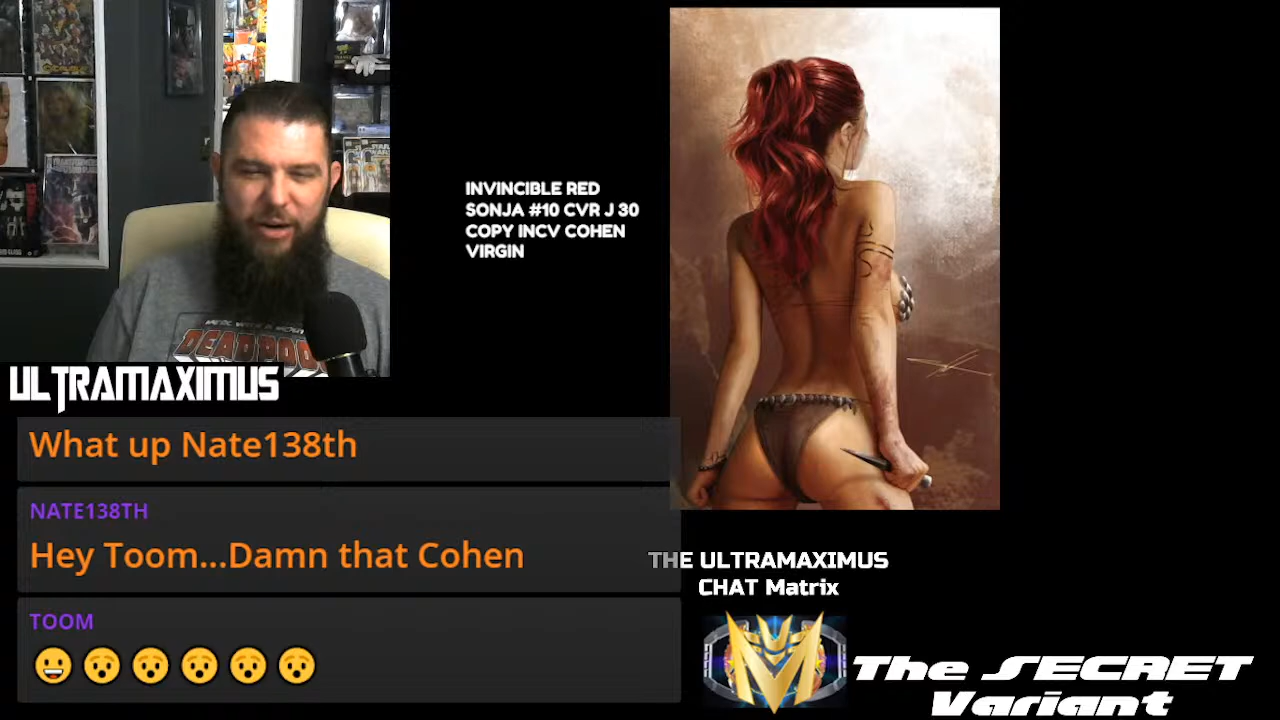 INVINCIBLE RED
SONJA #10 CVR J 30
COPY INCV COHEN
VIRGIN
DEADPOO
ULTRAMAXIMUS
What up Nate138th
NATE138TH
Hey Toom...Damn that Cohen
TOOM
THE ULTRAMAXIMUS
CHAT Matrix
M
The SECRET
Variant